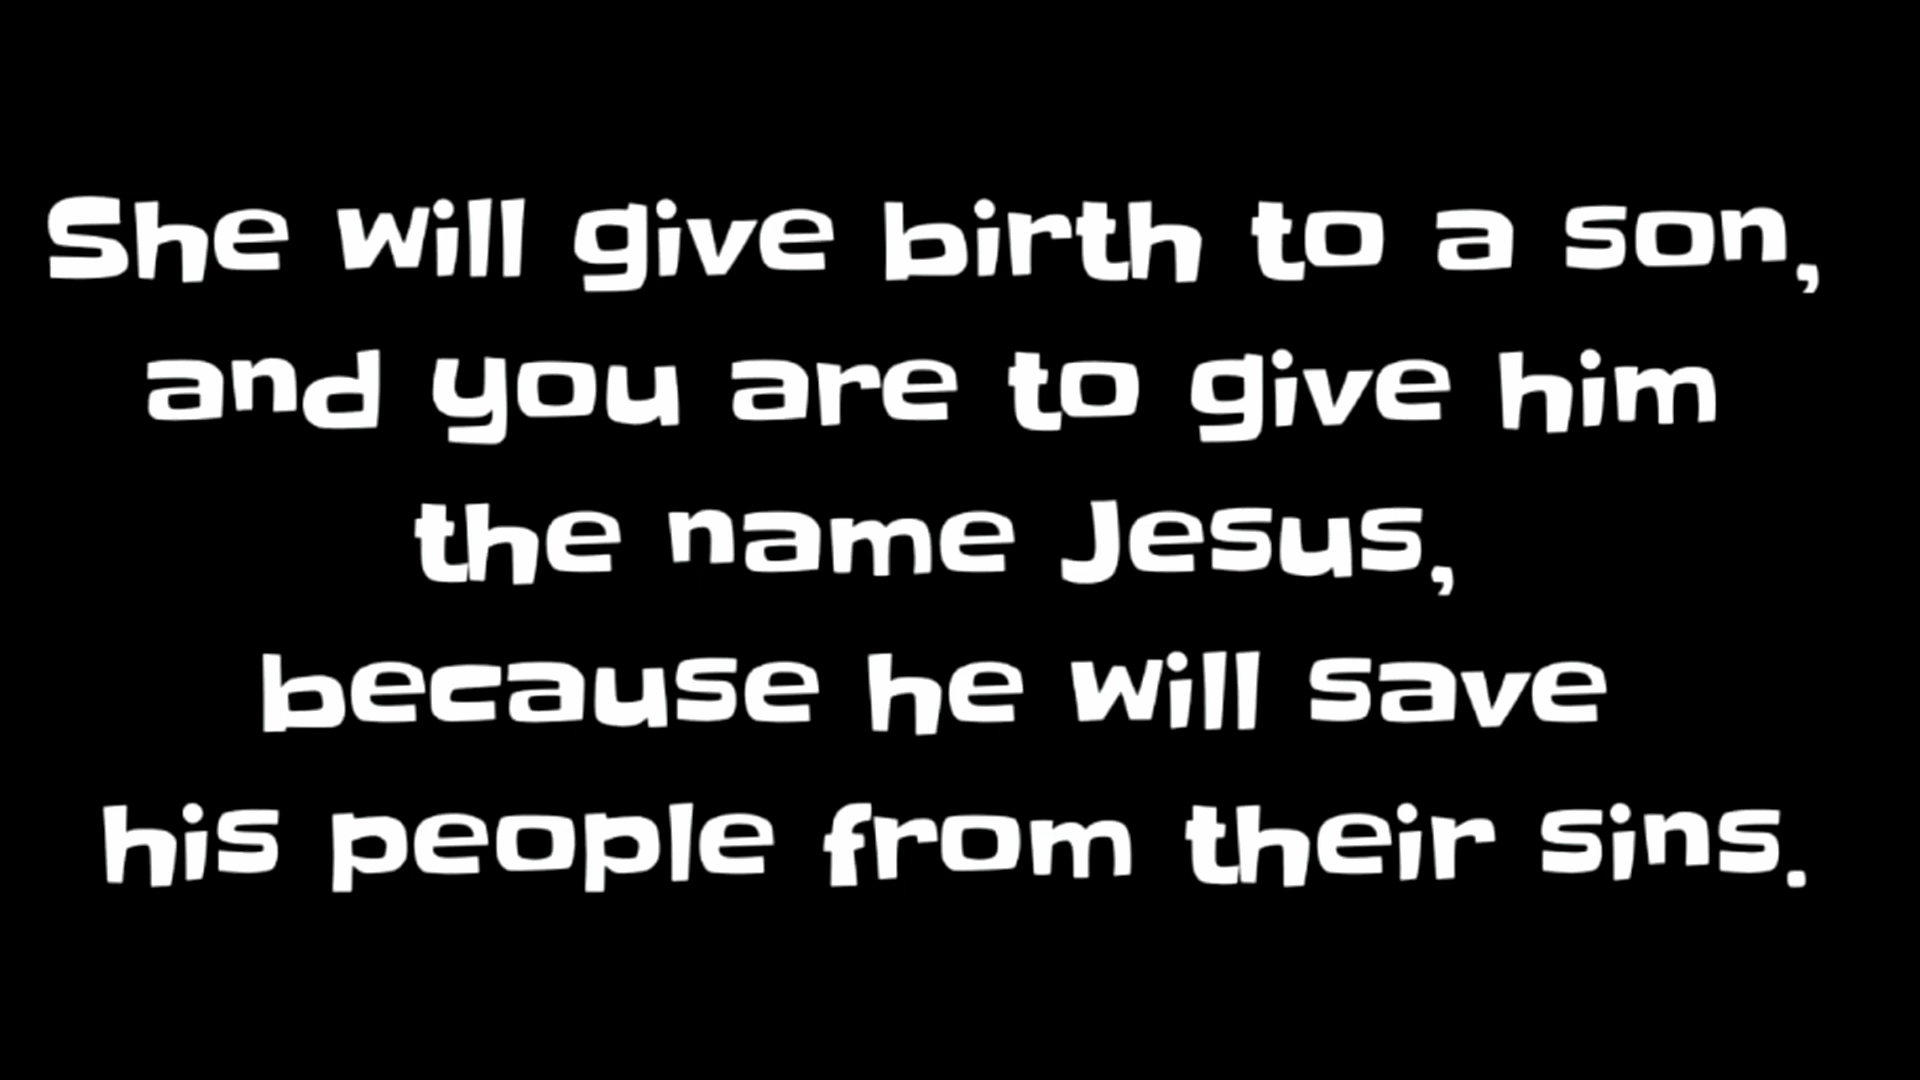 She will give birth to a son,
and you are to give him
the name Jesus,
because he will save
his people from their sins.